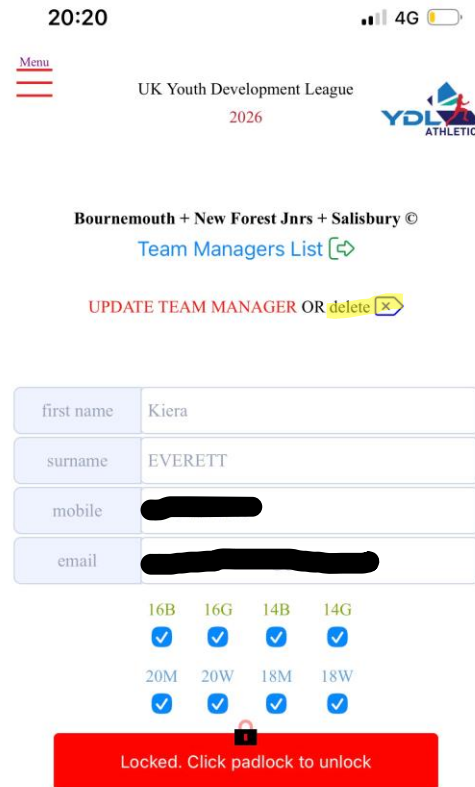 20:20 4G
Menu
UK Youth Development League
2026
YDL
ATHLETIC
Bournemouth + New Forest Jnrs + Salisbury ©
Team Managers List
UPDATE TEAM MANAGER OR delete
first name Kiera
surname EVERETT
mobile
email
16B 16G 14B 14G
20M 20W 18M 18W
Locked. Click padlock to unlock